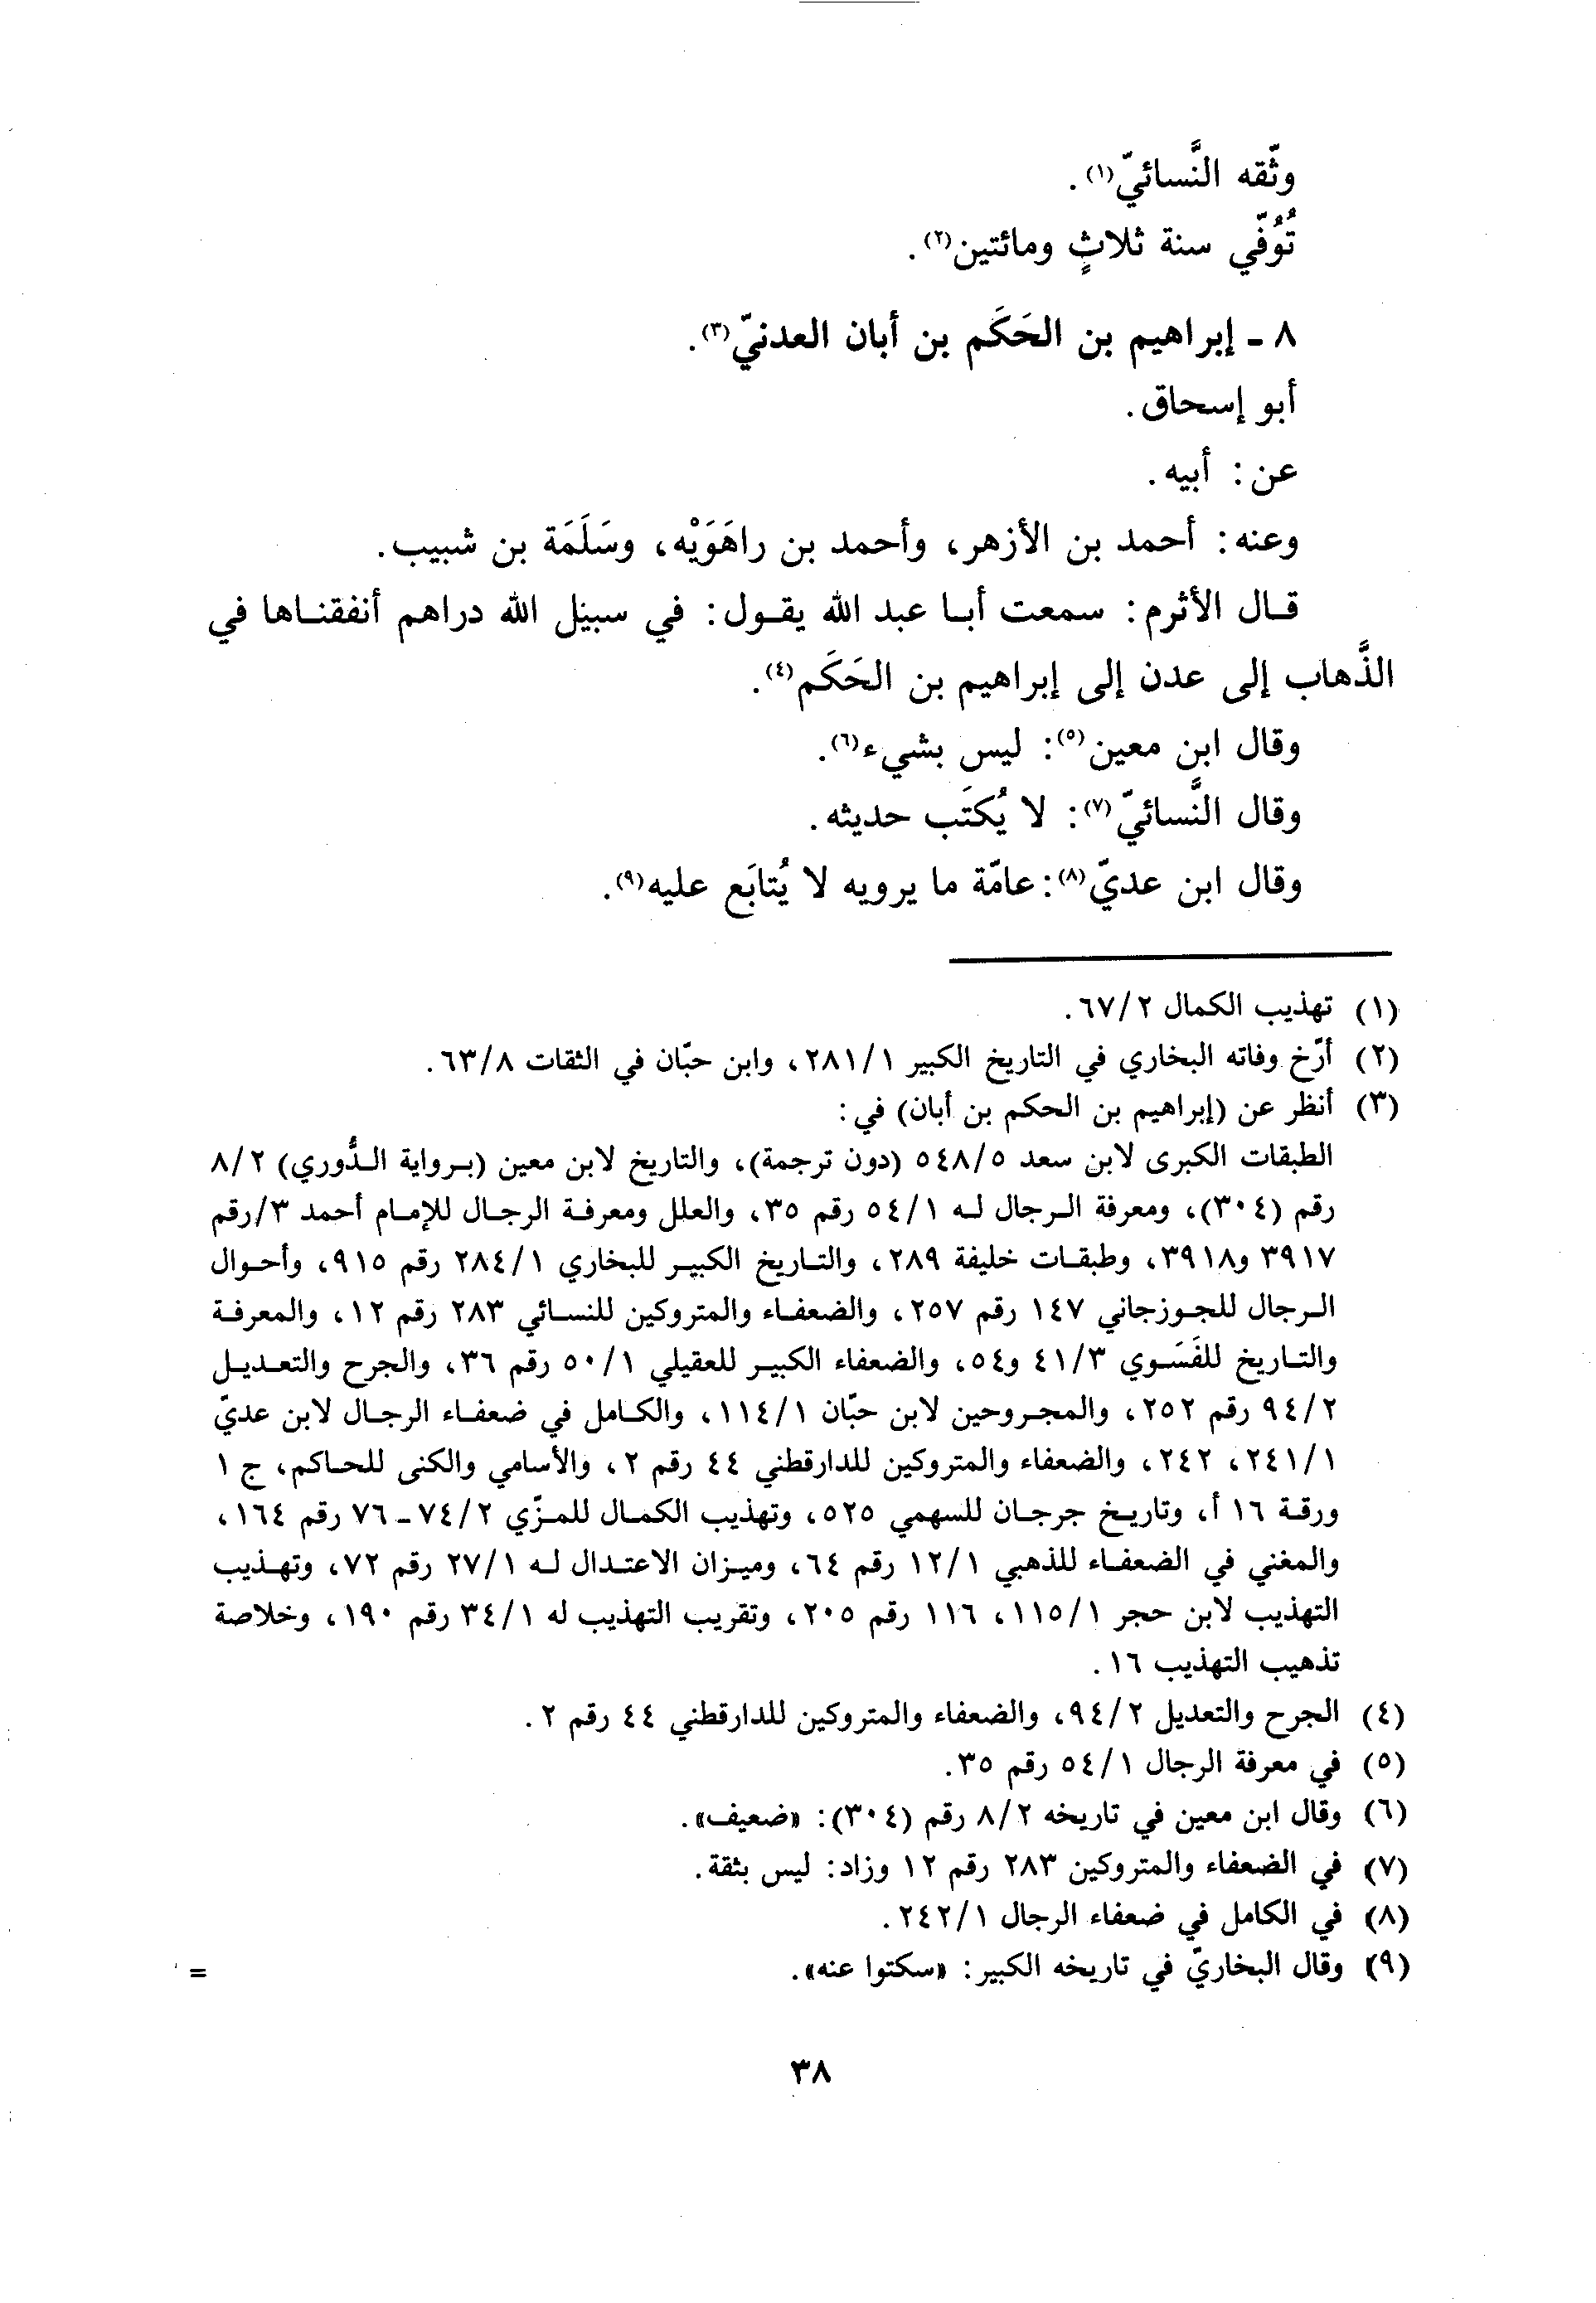 وثّقه النَّسائيّ(١).
تُوُفّي سنة ثلاثٍ ومائتين(٢).
٨ - إبراهيم بن الحَكَم بن أبان العدنيّ(٣).
أبو إسحاق.
عن: أبيه.
وعنه: أحمد بن الأزهر، وأحمد بن راهَوَيْه، وسَلَمَة بن شبيب.
قال الأثرم: سمعت أبا عبد الله يقول: في سبيل الله دراهم أنفقناها في
الذَّهاب إلى عدن إلى إبراهيم بن الحَكَم(٤).
وقال ابن معين(٥): ليس بشيء(٦).
وقال النَّسائيّ(٧): لا يُكتَب حديثه.
وقال ابن عديّ(٨): عامّة ما يرويه لا يُتابَع عليه(٩).
(١) تهذيب الكمال ٦٧/٢.
(٢) أرّخ وفاته البخاري في التاريخ الكبير ٢٨١/١، وابن حبّان في الثقات ٦٣/٨.
(٣) أنظر عن (إبراهيم بن الحكم بن أبان) في:
الطبقات الكبرى لابن سعد ٥٤٨/٥ (دون ترجمة)، والتاريخ لابن معين (برواية الدُّوري) ٨/٢
رقم (٣٠٤)، ومعرفة الرجال له ٥٤/١ رقم ٣٥، والعلل ومعرفة الرجال للإمام أحمد ٣/رقم
٣٩١٧ و٣٩١٨، وطبقات خليفة ٢٨٩، والتاريخ الكبير للبخاري ٢٨٤/١ رقم ٩١٥، وأحوال
الرجال للجوزجاني ١٤٧ رقم ٢٥٧، والضعفاء والمتروكين للنسائي ٢٨٣ رقم ١٢، والمعرفة
والتاريخ للفَسَوي ٤١/٣ و٥٤، والضعفاء الكبير للعقيلي ٥٠/١ رقم ٣٦، والجرح والتعديل
٩٤/٢ رقم ٢٥٢، والمجروحين لابن حبّان ١١٤/١، والكامل في ضعفاء الرجال لابن عديّ
٢٤١/١، ٢٤٢، والضعفاء والمتروكين للدارقطني ٤٤ رقم ٢، والأسامي والكنى للحاكم، ج ١
ورقة ١٦ أ، وتاريخ جرجان للسهمي ٥٢٥، وتهذيب الكمال للمزّي ٧٤/٢ - ٧٦ رقم ١٦٤،
والمغني في الضعفاء للذهبي ١٢/١ رقم ٦٤، وميزان الاعتدال له ٢٧/١ رقم ٧٢، وتهذيب
التهذيب لابن حجر ١١٥/١، ١١٦ رقم ٢٠٥، وتقريب التهذيب له ٣٤/١ رقم ١٩٠، وخلاصة
تذهيب التهذيب ١٦.
(٤) الجرح والتعديل ٩٤/٢، والضعفاء والمتروكين للدارقطني ٤٤ رقم ٢.
(٥) في معرفة الرجال ٥٤/١ رقم ٣٥.
(٦) وقال ابن معين في تاريخه ٨/٢ رقم (٣٠٤): «ضعيف».
(٧) في الضعفاء والمتروكين ٢٨٣ رقم ١٢ وزاد: ليس بثقة.
(٨) في الكامل في ضعفاء الرجال ٢٤٢/١.
(٩) وقال البخاريّ في تاريخه الكبير: «سكتوا عنه». =
٣٨